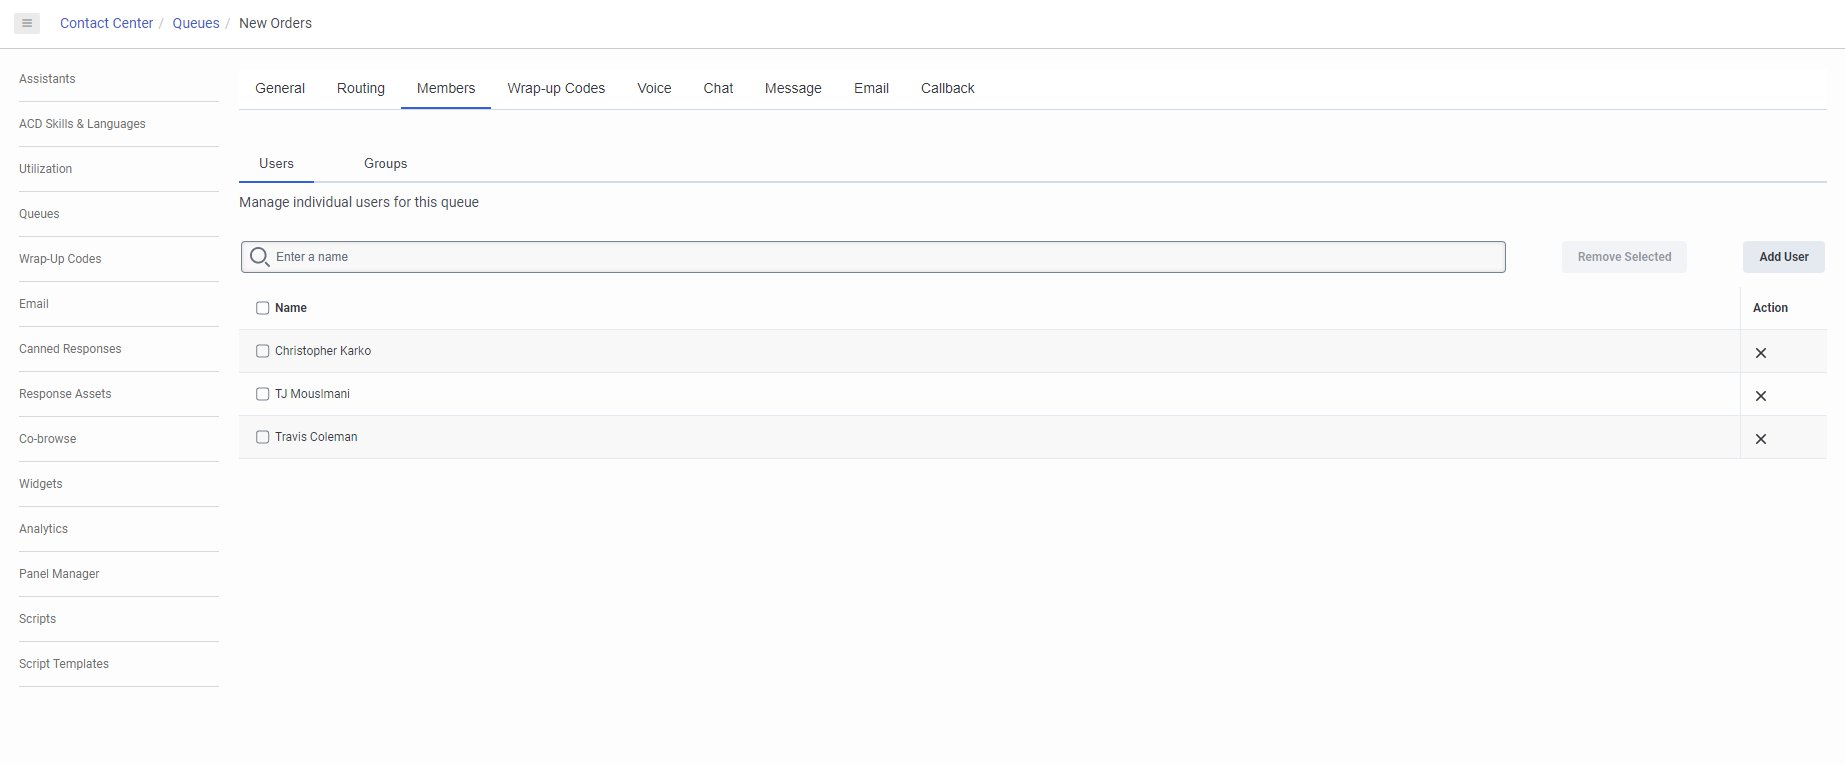 Contact Center / Queues / New Orders
Assistants
ACD Skills & Languages
Utilization
Queues
Wrap-Up Codes
Email
Canned Responses
Response Assets
Co-browse
Widgets
Analytics
Panel Manager
Scripts
Script Templates
General Routing Members Wrap-up Codes Voice Chat Message Email Callback
Users Groups
Manage individual users for this queue
Enter a name Remove Selected Add User
Name Action
Christopher Karko
TJ Mouslmani
Travis Coleman